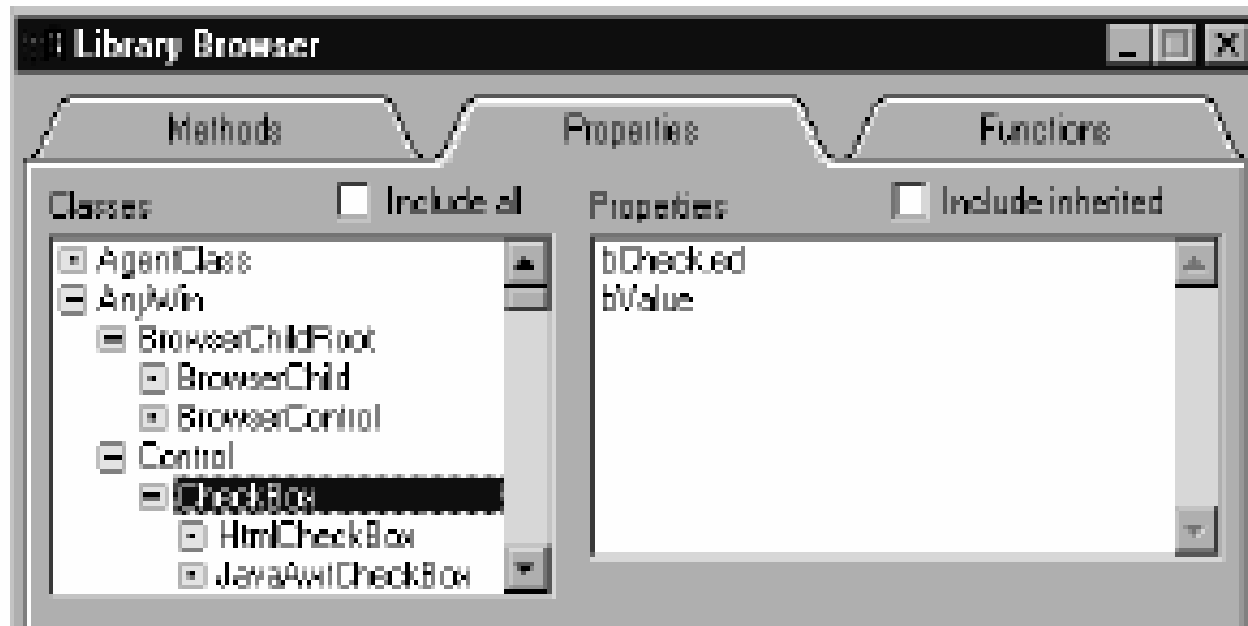 Library Browser
Methods Properties Functions
Classes Include all Properties Include inherited
AgentClass
AnyWin
BrowserChildRoot
BrowserChild
BrowserControl
Control
CheckBox
HtmlCheckBox
JavaAwtCheckBox
bChecked
bValue